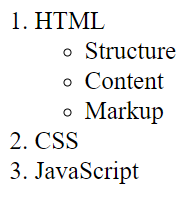 1. HTML
◦ Structure
◦ Content
◦ Markup
2. CSS
3. JavaScript